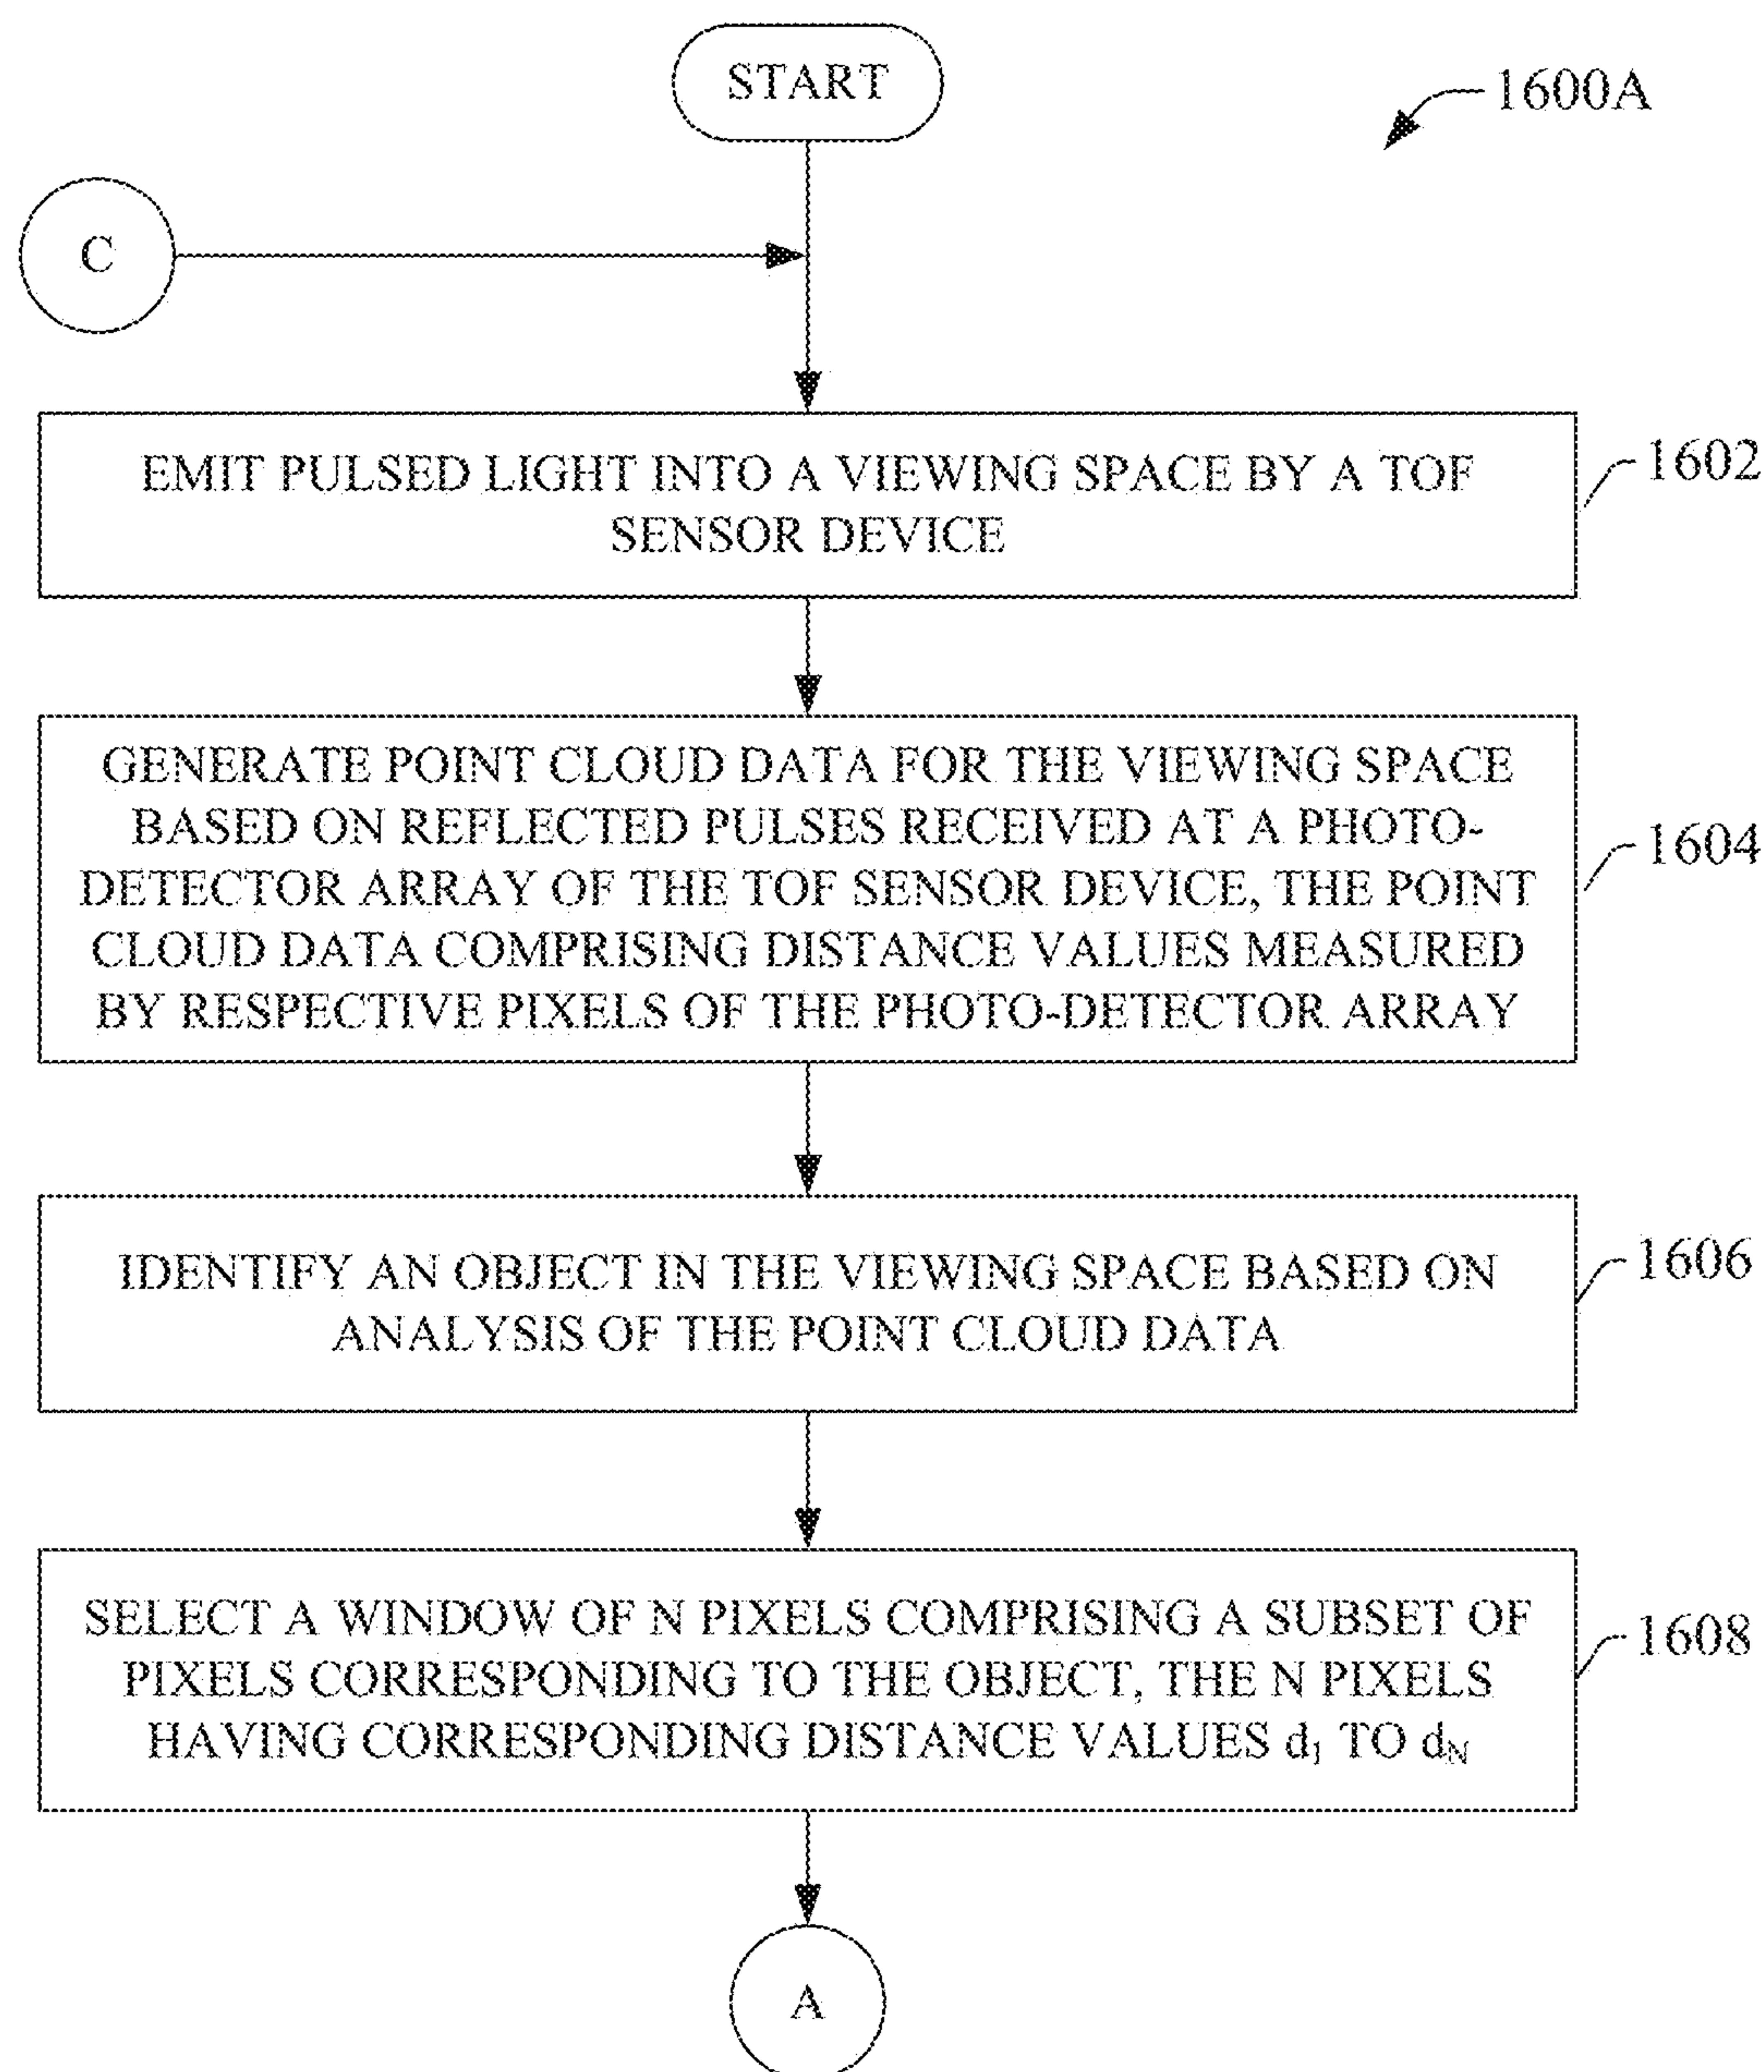 START
1600A
C
EMIT PULSED LIGHT INTO A VIEWING SPACE BY A TOF
SENSOR DEVICE
1602
GENERATE POINT CLOUD DATA FOR THE VIEWING SPACE
BASED ON REFLECTED PULSES RECEIVED AT A PHOTO-
DETECTOR ARRAY OF THE TOF SENSOR DEVICE, THE POINT
CLOUD DATA COMPRISING DISTANCE VALUES MEASURED
BY RESPECTIVE PIXELS OF THE PHOTO-DETECTOR ARRAY
1604
IDENTIFY AN OBJECT IN THE VIEWING SPACE BASED ON
ANALYSIS OF THE POINT CLOUD DATA
1606
SELECT A WINDOW OF N PIXELS COMPRISING A SUBSET OF
PIXELS CORRESPONDING TO THE OBJECT, THE N PIXELS
HAVING CORRESPONDING DISTANCE VALUES d₁ TO d_N
1608
A